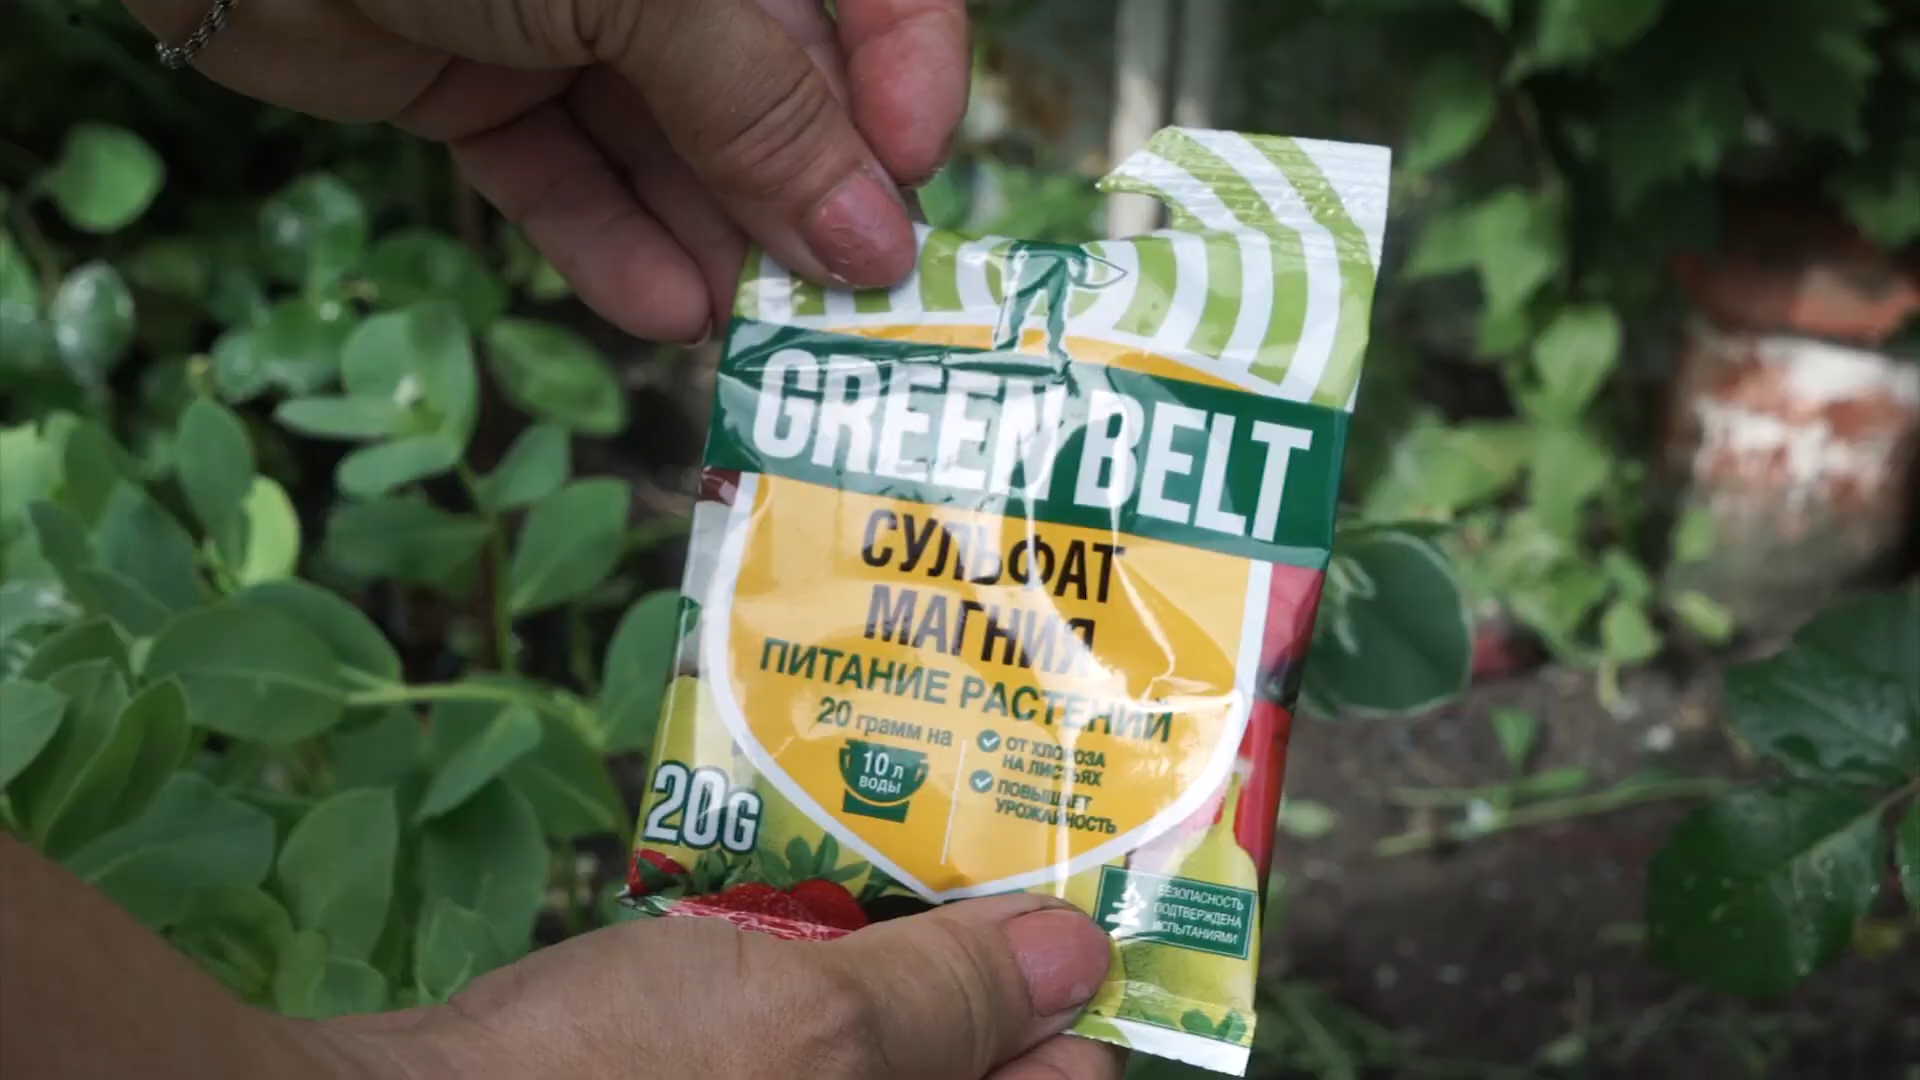 GREEN BELT
СУЛЬФАТ
МАГНИЯ
ПИТАНИЕ РАСТЕНИЙ
20 грамм на
10 л
ВОДЫ
ОТ ХЛОРОЗА
НА ЛИСТЬЯХ
ПОВЫШАЕТ
УРОЖАЙНОСТЬ
20G
БЕЗОПАСНОСТЬ
ПОДТВЕРЖДЕНА
ИСПЫТАНИЯМИ